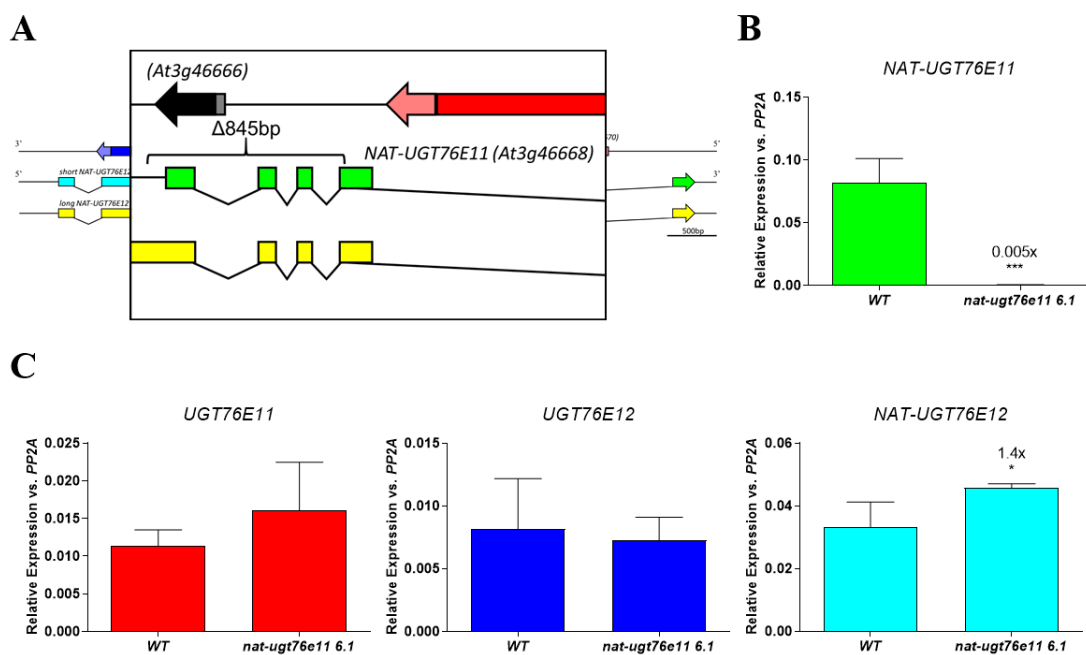 A
B
(At3g46666)
Δ845bp
NAT-UGT76E11 (At3g46668)
3'
5'
5'
short NAT-UGT76E12
3'
long NAT-UGT76E12
500bp
NAT-UGT76E11
Relative Expression vs. PP2A
0.15
0.10
0.05
0.00
0.005x
***
WT
nat-ugt76e11 6.1
C
UGT76E11
Relative Expression vs. PP2A
0.025
0.020
0.015
0.010
0.005
0.000
WT
nat-ugt76e11 6.1
UGT76E12
Relative Expression vs. PP2A
0.015
0.010
0.005
0.000
WT
nat-ugt76e11 6.1
NAT-UGT76E12
Relative Expression vs. PP2A
0.06
0.04
0.02
0.00
1.4x
*
WT
nat-ugt76e11 6.1